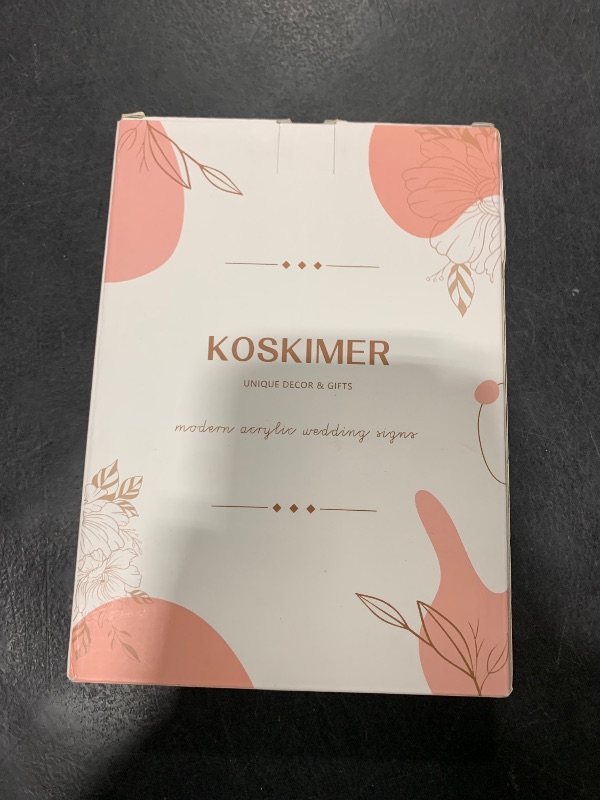 KOSKIMER
UNIQUE DECOR & GIFTS
modern acrylic wedding signs